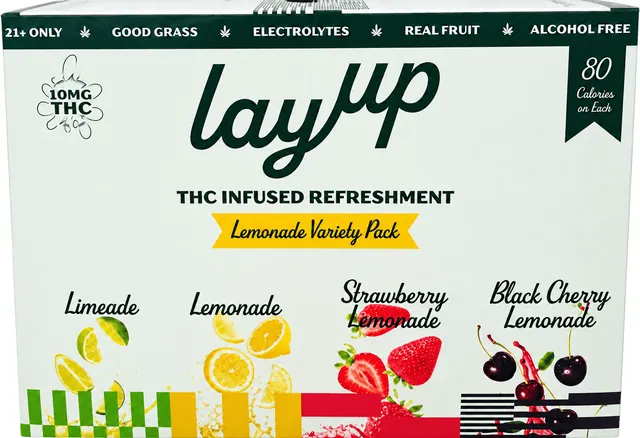 21+ ONLY GOOD GRASS ELECTROLYTES REAL FRUIT ALCOHOL FREE
10MG
THC
80
Calories
on Each
layup
THC INFUSED REFRESHMENT
Lemonade Variety Pack
Limeade
Lemonade
Strawberry
Lemonade
Black Cherry
Lemonade